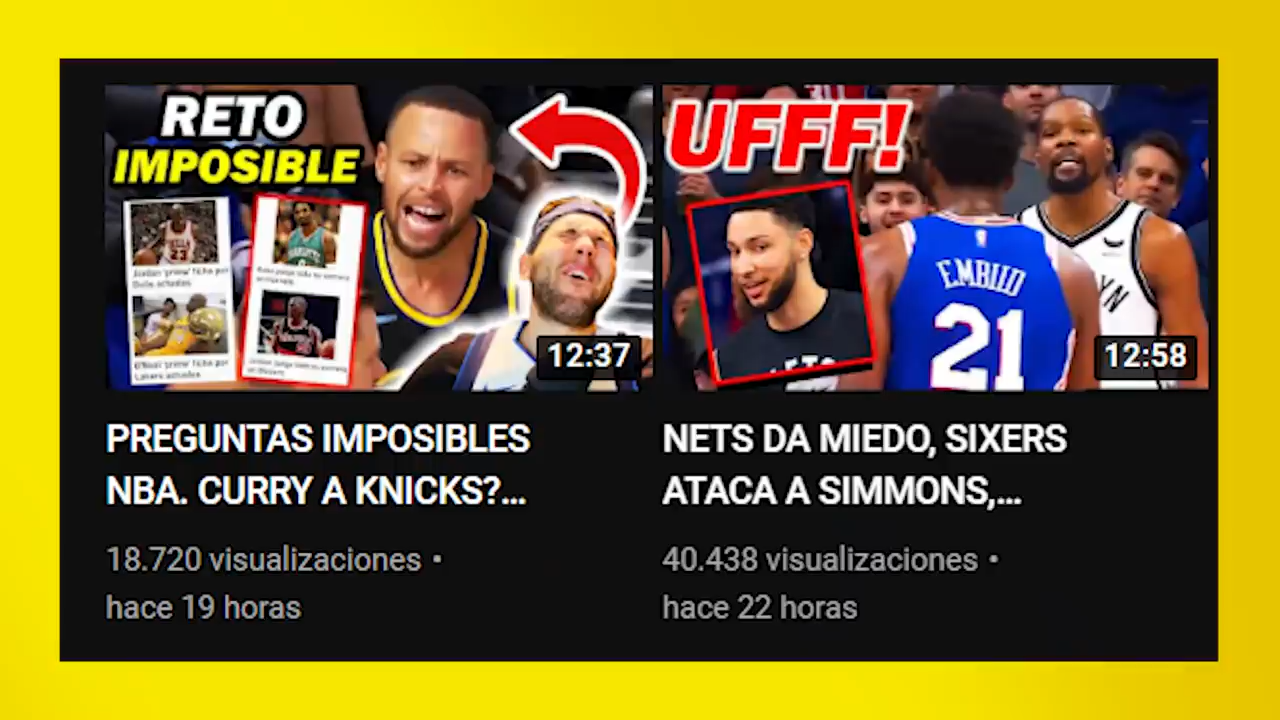 RETO
IMPOSIBLE
12:37
PREGUNTAS IMPOSIBLES
NBA. CURRY A KNICKS?...
18.720 visualizaciones •
hace 19 horas
UFFF!
EMBIID
21
12:58
NETS DA MIEDO, SIXERS
ATACA A SIMMONS,...
40.438 visualizaciones •
hace 22 horas